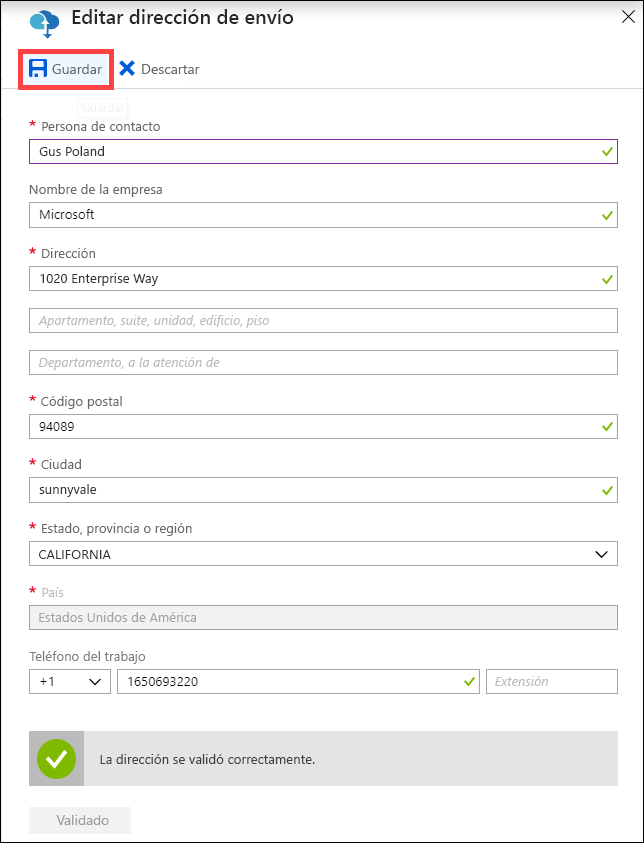 Editar dirección de envío
Guardar Descartar
Guardar
* Persona de contacto
Gus Poland
Nombre de la empresa
Microsoft
* Dirección
1020 Enterprise Way
Apartamento, suite, unidad, edificio, piso
Departamento, a la atención de
* Código postal
94089
* Ciudad
sunnyvale
* Estado, provincia o región
CALIFORNIA
* País
Estados Unidos de América
Teléfono del trabajo
+1 1650693220 Extensión
La dirección se validó correctamente.
Validado